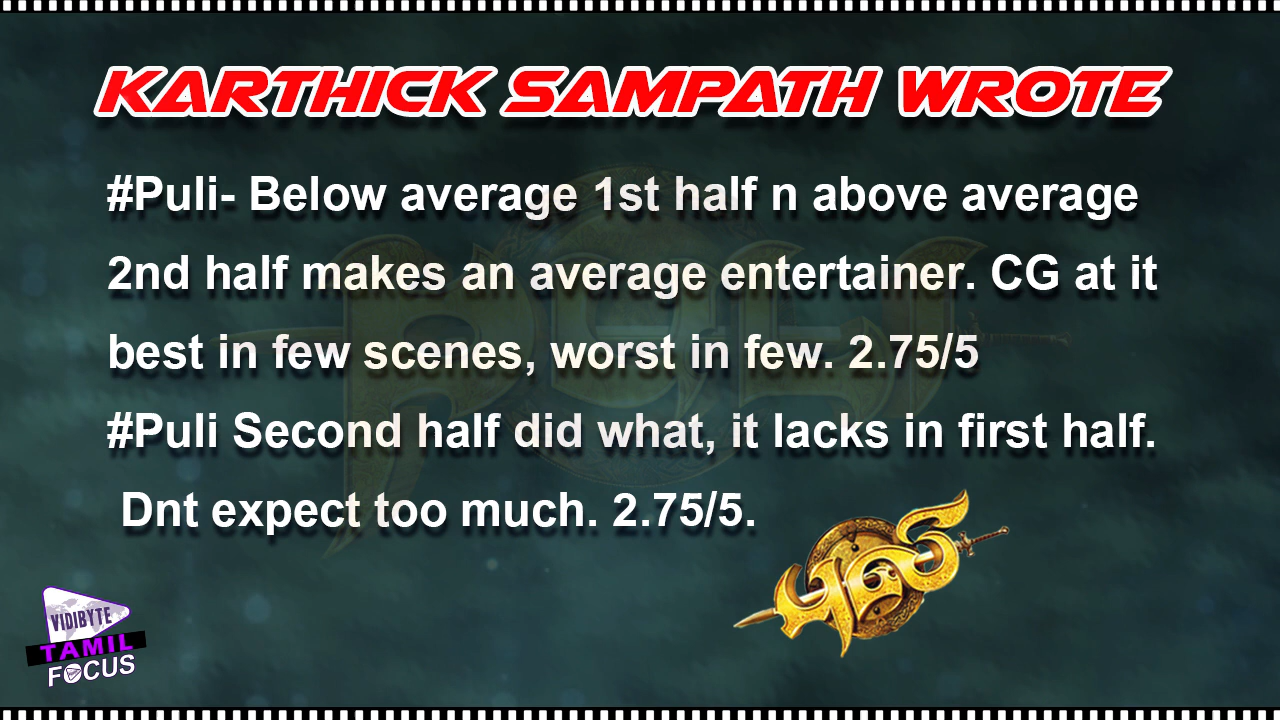 KARTHICK SAMPATH WROTE
#Puli- Below average 1st half n above average
2nd half makes an average entertainer. CG at it
best in few scenes, worst in few. 2.75/5
#Puli Second half did what, it lacks in first half.
Dnt expect too much. 2.75/5.
புலி
VIDIBYTE
TAMIL
FOCUS
PULI